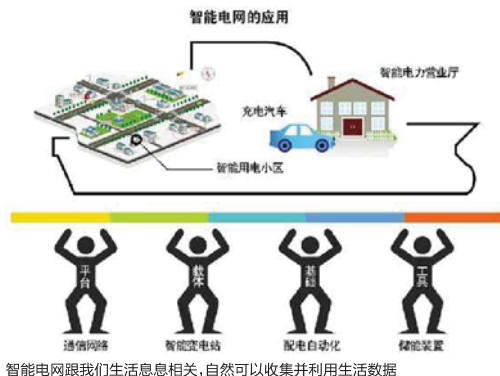 智能电网的应用
智能电力营业厅
充电汽车
智能用电小区
平台
载体
基础
工具
通信网络
智能变电站
配电自动化
储能装置
智能电网跟我们生活息息相关,自然可以收集并利用生活数据